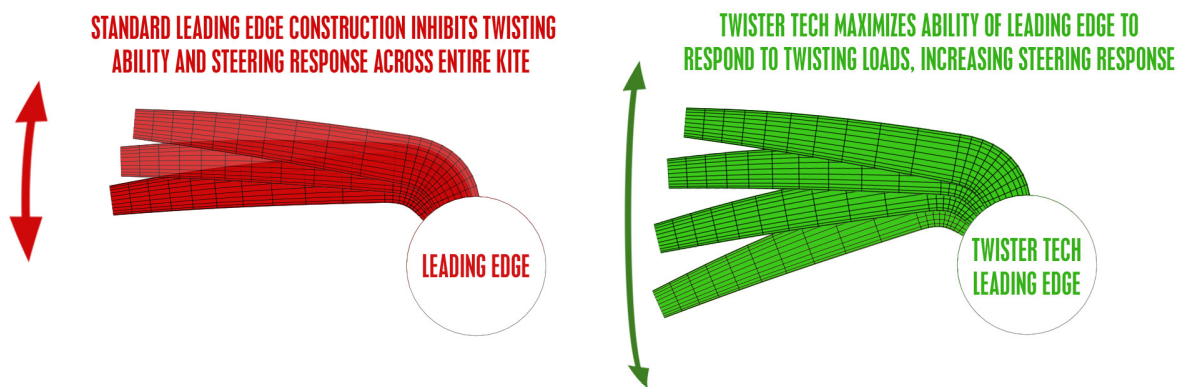 STANDARD LEADING EDGE CONSTRUCTION INHIBITS TWISTING
ABILITY AND STEERING RESPONSE ACROSS ENTIRE KITE
LEADING EDGE
TWISTER TECH MAXIMIZES ABILITY OF LEADING EDGE TO
RESPOND TO TWISTING LOADS, INCREASING STEERING RESPONSE
TWISTER TECH
LEADING EDGE